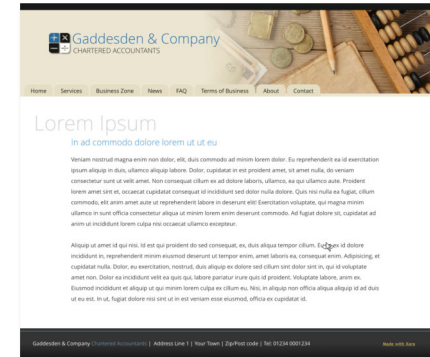 Gaddesden & Company
CHARTERED ACCOUNTANTS
Home Services Business Zone News FAQ Terms of Business About Contact
Lorem Ipsum
In ad commodo dolore lorem ut ut eu
Veniam nostrud magna enim non dolor, elit, duis commodo ad minim lorem dolor. Eu reprehenderit ea id exercitation
ipsum aliquip in duis, ullamco aliquip labore. Dolor, cupidatat in est proident amet, sit amet nulla, do veniam
consectetur sunt ut velit amet. Non consequat cillum ex ad dolore laboris, ullamco, ea qui ullamco aute. Proident
lorem amet sint et, occaecat cupidatat consequat id incididunt sed dolor nulla dolore. Quis nisi nulla ea fugiat, cillum
commodo, elit anim amet aute ut reprehenderit labore in deserunt elit! Exercitation voluptate, qui magna minim
ullamco in sunt officia consectetur aliqua ut minim lorem enim deserunt commodo. Ad fugiat dolore sit, cupidatat ad
anim ut incididunt lorem culpa nisi occaecat ullamco excepteur.
Aliquip ut amet id qui nisi. Id est qui proident do sed consequat, ex, duis aliqua tempor cillum. Eu ex id dolore
incididunt in, reprehenderit minim eiusmod deserunt ut tempor enim, amet laboris ea, consequat enim. Adipisicing, et
cupidatat nulla. Dolor, eu exercitation, nostrud, duis aliquip ex dolore sed cillum sint dolor sint in, qui id voluptate
amet non. Dolor ea incididunt velit ea quis qui, labore pariatur irure quis id proident. Voluptate labore, anim ex.
Eiusmod incididunt et aliquip ut qui minim lorem culpa ex cillum eu. Nisi, in aliquip non officia aliqua aliquip id ad duis
ut eu est. In ut, fugiat dolore nisi sint ut in est veniam esse eiusmod, officia ex cupidatat id.
Gaddesden & Company Chartered Accountants | Address Line 1 | Your Town | Zip/Post code | Tel: 01234 0001234 Made with Xara